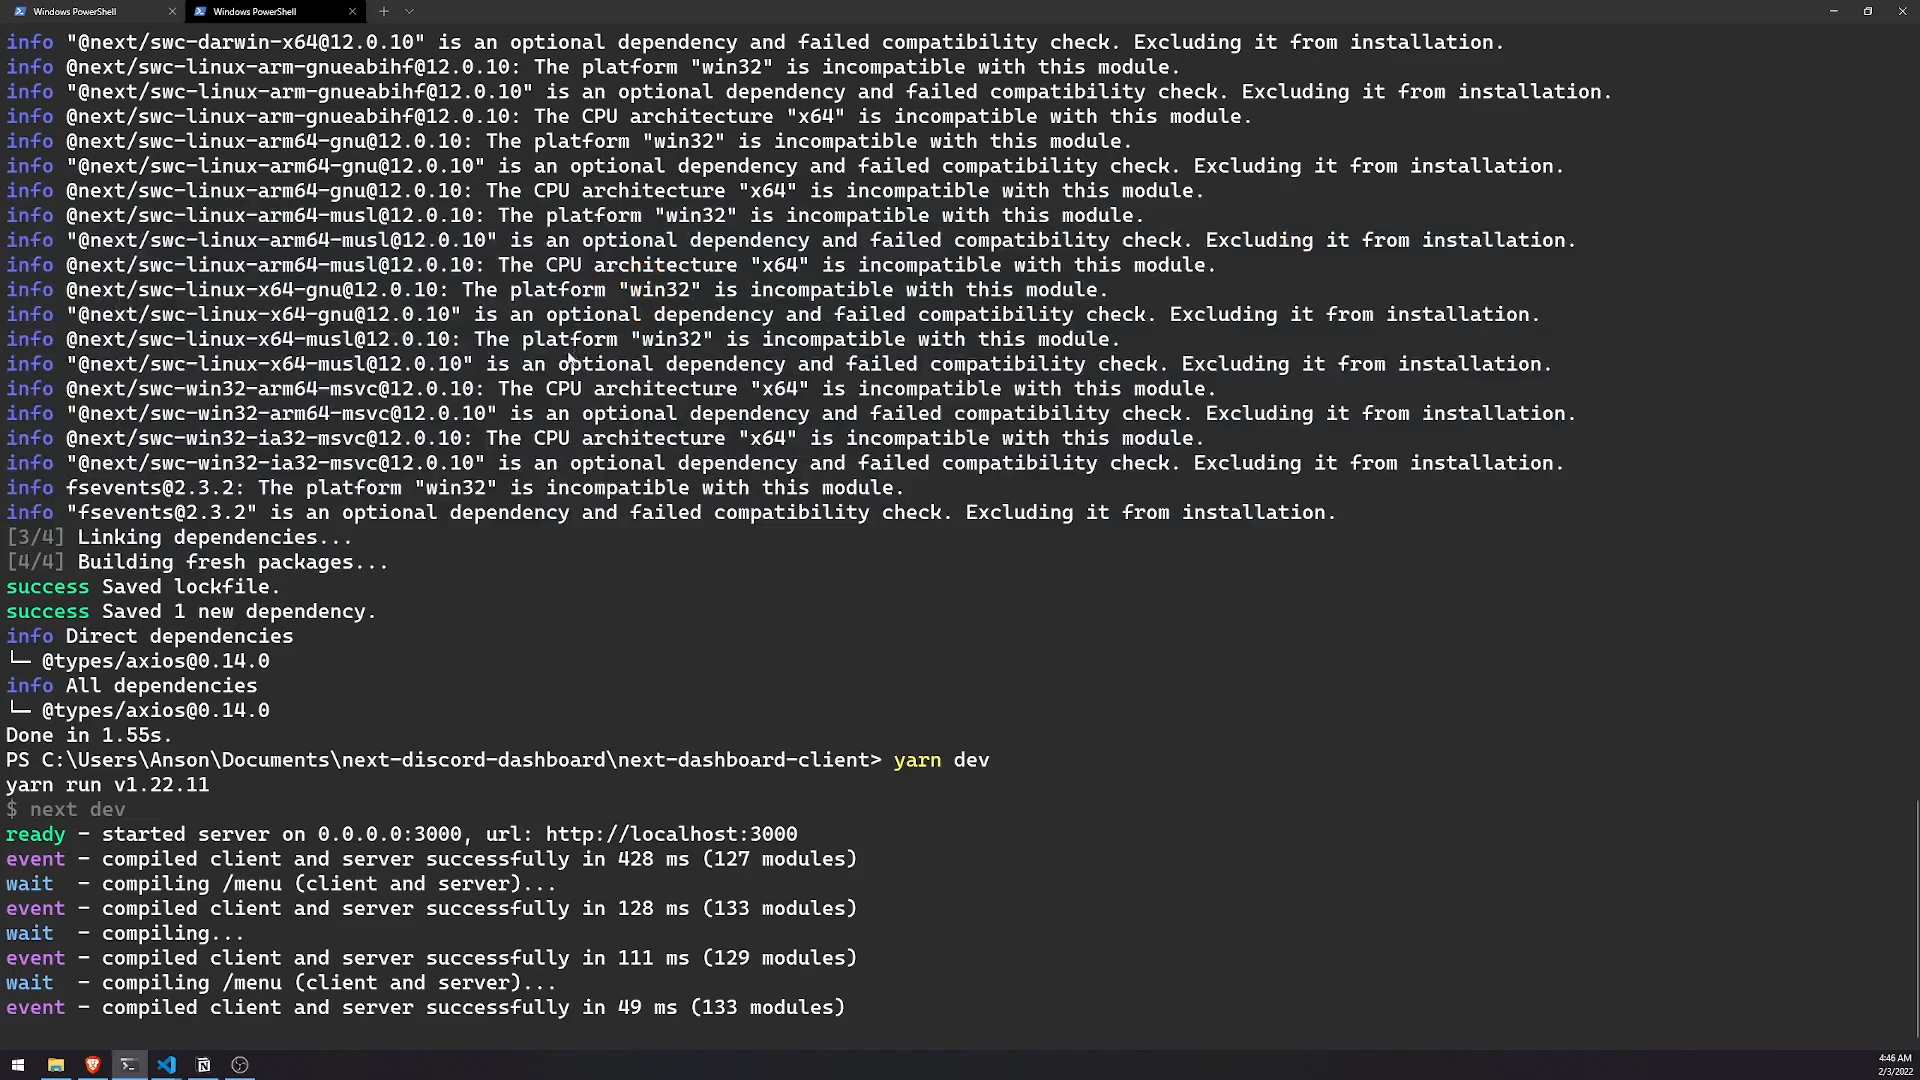 Windows PowerShell
Windows PowerShell
info "@next/swc-darwin-x64@12.0.10" is an optional dependency and failed compatibility check. Excluding it from installation.
info @next/swc-linux-arm-gnueabihf@12.0.10: The platform "win32" is incompatible with this module.
info "@next/swc-linux-arm-gnueabihf@12.0.10" is an optional dependency and failed compatibility check. Excluding it from installation.
info @next/swc-linux-arm-gnueabihf@12.0.10: The CPU architecture "x64" is incompatible with this module.
info @next/swc-linux-arm64-gnu@12.0.10: The platform "win32" is incompatible with this module.
info "@next/swc-linux-arm64-gnu@12.0.10" is an optional dependency and failed compatibility check. Excluding it from installation.
info @next/swc-linux-arm64-gnu@12.0.10: The CPU architecture "x64" is incompatible with this module.
info @next/swc-linux-arm64-musl@12.0.10: The platform "win32" is incompatible with this module.
info "@next/swc-linux-arm64-musl@12.0.10" is an optional dependency and failed compatibility check. Excluding it from installation.
info @next/swc-linux-arm64-musl@12.0.10: The CPU architecture "x64" is incompatible with this module.
info @next/swc-linux-x64-gnu@12.0.10: The platform "win32" is incompatible with this module.
info "@next/swc-linux-x64-gnu@12.0.10" is an optional dependency and failed compatibility check. Excluding it from installation.
info @next/swc-linux-x64-musl@12.0.10: The platform "win32" is incompatible with this module.
info "@next/swc-linux-x64-musl@12.0.10" is an optional dependency and failed compatibility check. Excluding it from installation.
info @next/swc-win32-arm64-msvc@12.0.10: The CPU architecture "x64" is incompatible with this module.
info "@next/swc-win32-arm64-msvc@12.0.10" is an optional dependency and failed compatibility check. Excluding it from installation.
info @next/swc-win32-ia32-msvc@12.0.10: The CPU architecture "x64" is incompatible with this module.
info "@next/swc-win32-ia32-msvc@12.0.10" is an optional dependency and failed compatibility check. Excluding it from installation.
info fsevents@2.3.2: The platform "win32" is incompatible with this module.
info "fsevents@2.3.2" is an optional dependency and failed compatibility check. Excluding it from installation.
[3/4] Linking dependencies...
[4/4] Building fresh packages...
success Saved lockfile.
success Saved 1 new dependency.
info Direct dependencies
└─ @types/axios@0.14.0
info All dependencies
└─ @types/axios@0.14.0
Done in 1.55s.
PS C:\Users\Anson\Documents\next-discord-dashboard\next-dashboard-client> yarn dev
yarn run v1.22.11
$ next dev
ready - started server on 0.0.0.0:3000, url: http://localhost:3000
event - compiled client and server successfully in 428 ms (127 modules)
wait  - compiling /menu (client and server)...
event - compiled client and server successfully in 128 ms (133 modules)
wait  - compiling...
event - compiled client and server successfully in 111 ms (129 modules)
wait  - compiling /menu (client and server)...
event - compiled client and server successfully in 49 ms (133 modules)
4:46 AM
2/3/2022